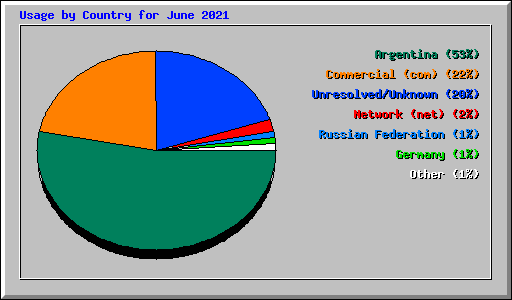 Usage by Country for June 2021
Argentina (53%)
Commercial (com) (22%)
Unresolved/Unknown (20%)
Network (net) (2%)
Russian Federation (1%)
Germany (1%)
Other (1%)